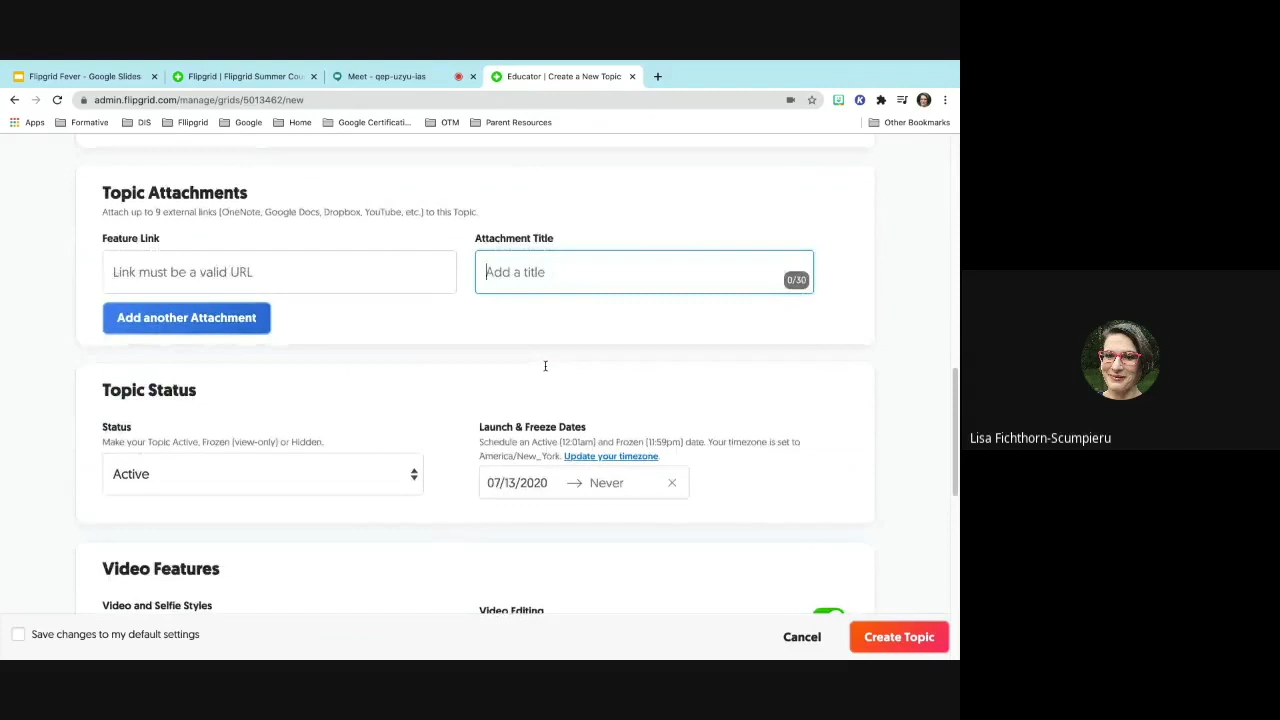 Flipgrid Fever - Google Slides
Flipgrid | Flipgrid Summer Cou
Meet - qep-uzyu-ias
Educator | Create a New Topic
admin.flipgrid.com/manage/grids/5013462/new
Apps
Formative
DIS
Flipgrid
Google
Home
Google Certificati...
OTM
Parent Resources
Other Bookmarks
Topic Attachments
Attach up to 9 external links (OneNote, Google Docs, Dropbox, YouTube, etc.) to this Topic.
Feature Link
Attachment Title
Link must be a valid URL
Add a title
0/30
Add another Attachment
Topic Status
Status
Launch & Freeze Dates
Make your Topic Active, Frozen (view-only) or Hidden.
Schedule an Active (12:01am) and Frozen (11:59pm) date. Your timezone is set to
America/New_York. Update your timezone.
Active
07/13/2020 → Never
Video Features
Video and Selfie Styles
Video Editing
Save changes to my default settings
Cancel
Create Topic
Lisa Fichthorn-Scumpieru